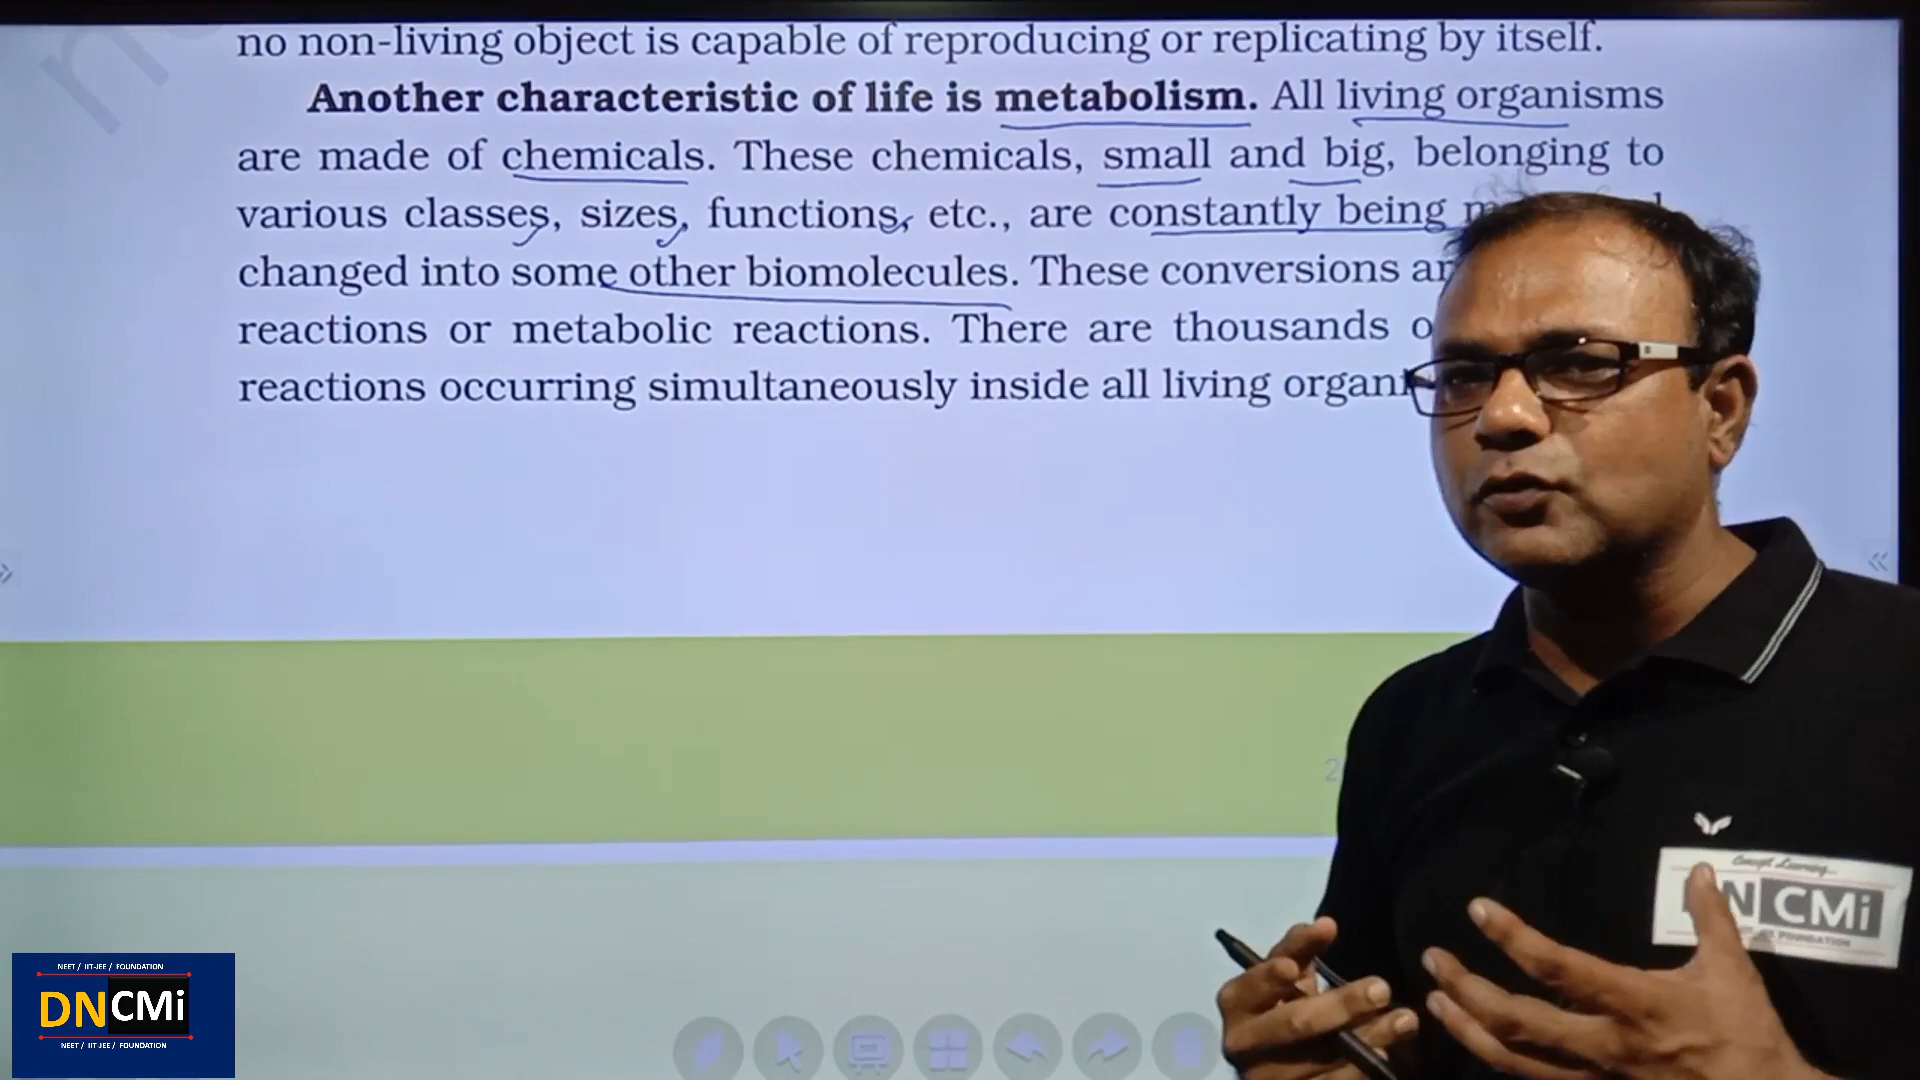 no non-living object is capable of reproducing or replicating by itself.
Another characteristic of life is metabolism. All living organisms
are made of chemicals. These chemicals, small and big, belonging to
various classes, sizes, functions, etc., are constantly being
changed into some other biomolecules. These conversions
reactions or metabolic reactions. There are thousands
reactions occurring simultaneously inside all living
DN CMi
FOUNDATION
NEET / IIT-JEE / FOUNDATION
DNCMi
NEET / IIT JEE / FOUNDATION